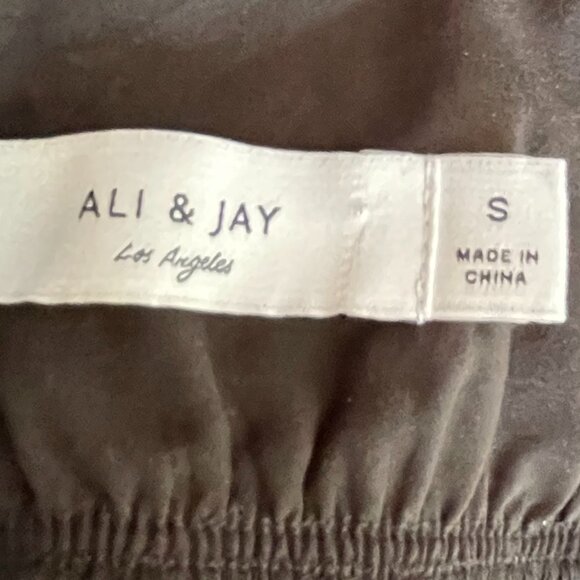 ALI & JAY
Los Angeles
S
MADE IN
CHINA